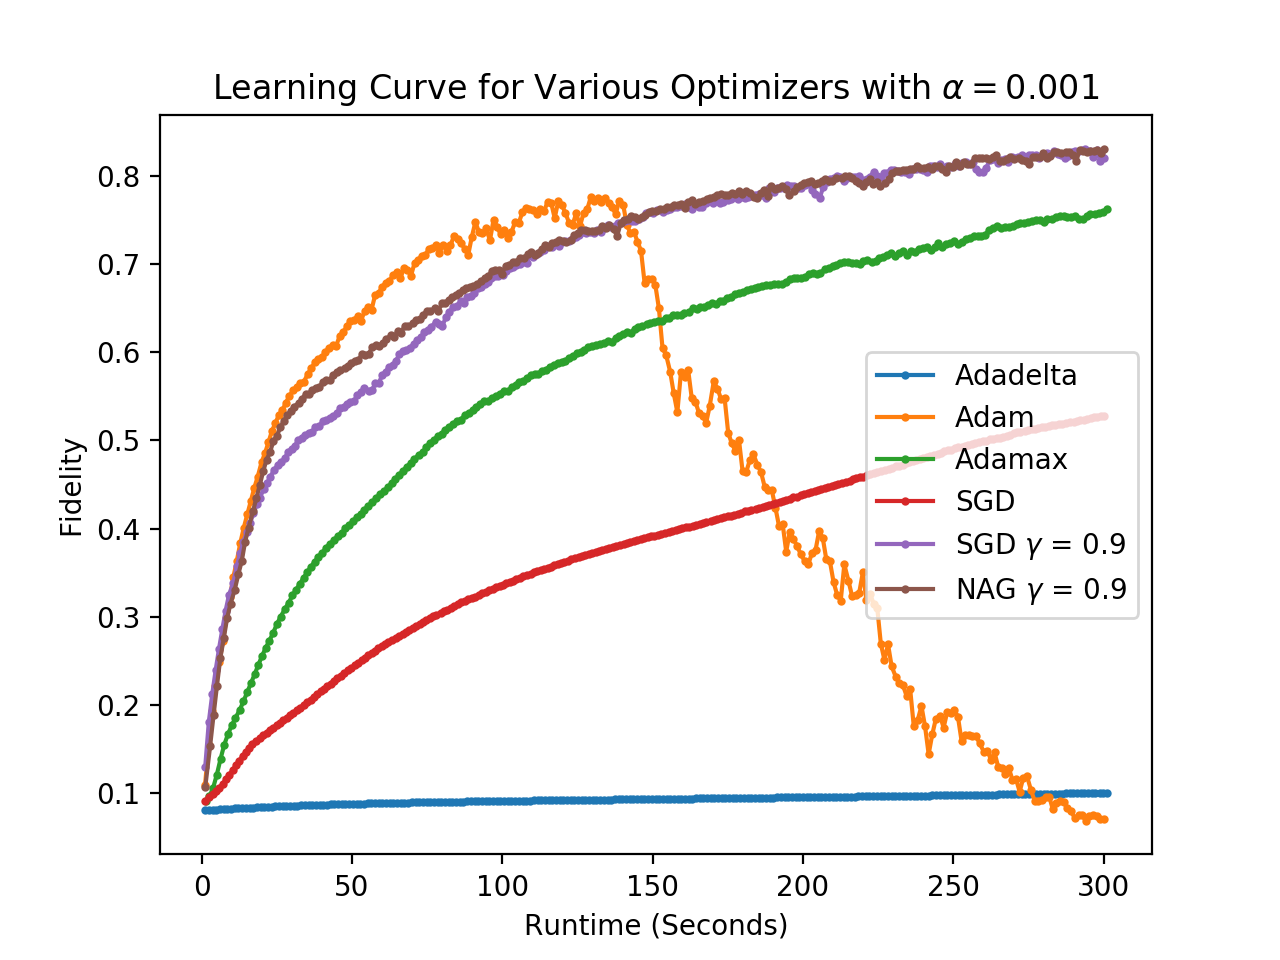 Learning Curve for Various Optimizers with α = 0.001
Fidelity
0.8
0.7
0.6
0.5
0.4
0.3
0.2
0.1
Adadelta
Adam
Adamax
SGD
SGD γ = 0.9
NAG γ = 0.9
0 50 100 150 200 250 300
Runtime (Seconds)